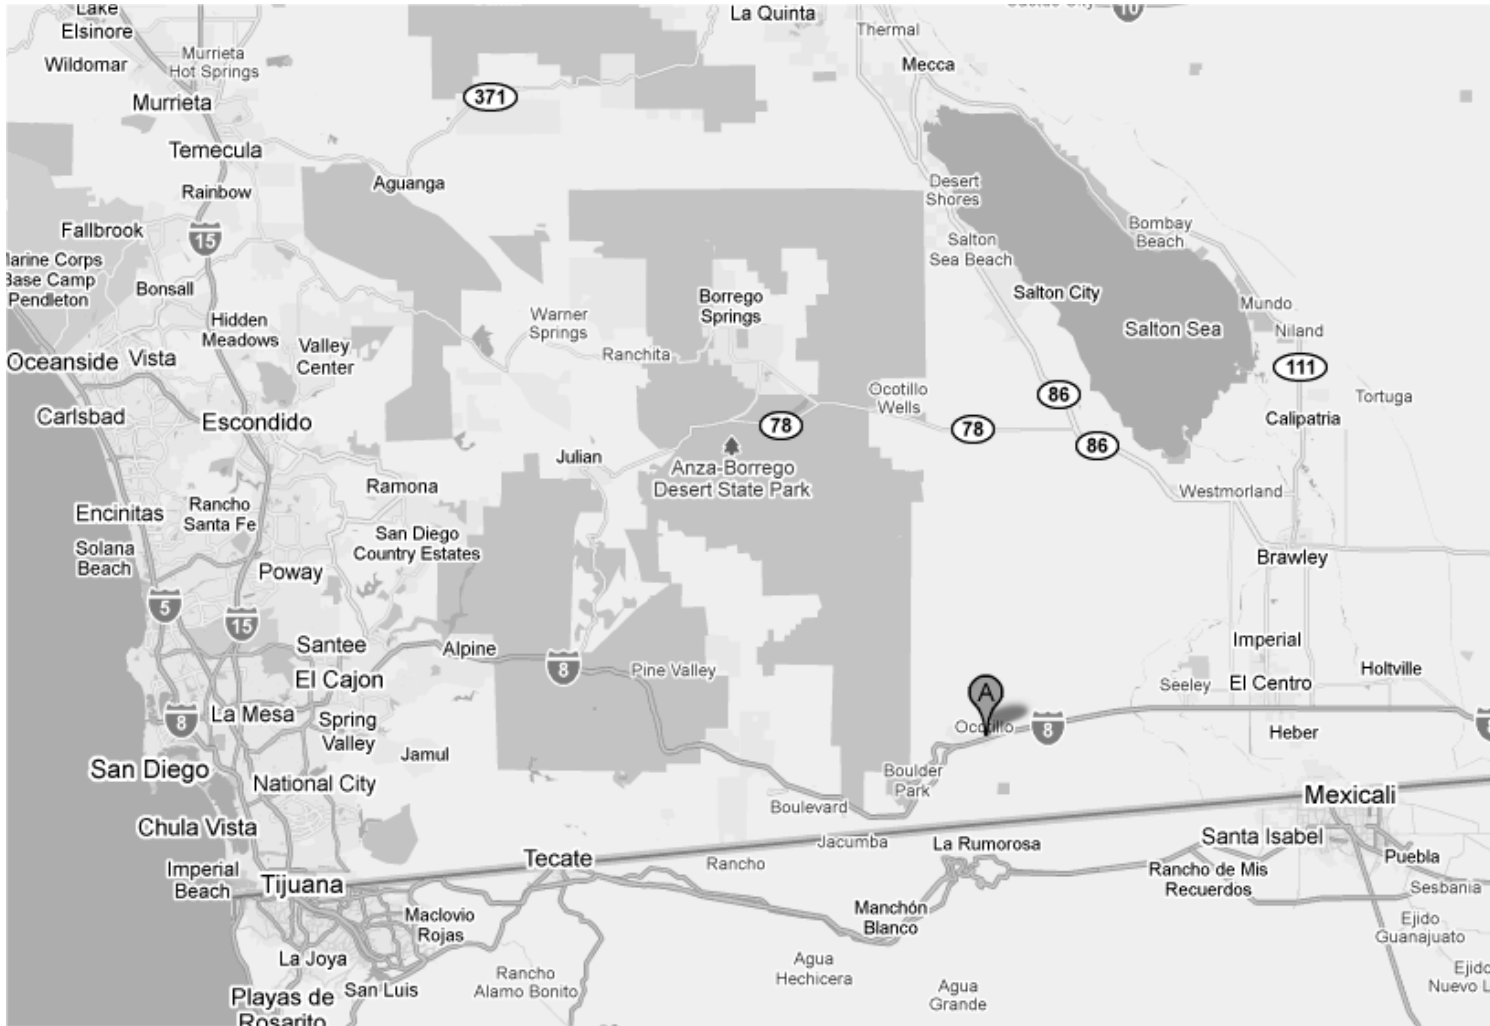 Lake
Elsinore
La Quinta
10
Thermal
Murrieta
Hot Springs
Wildomar
Mecca
371
Murrieta
Temecula
Aguanga
Rainbow
Desert
Shores
Fallbrook
15
Bombay
Beach
Salton
Sea Beach
Marine Corps
Base Camp
Pendleton
Bonsall
Borrego
Springs
Salton City
Mundo
Hidden
Meadows
Warner
Springs
Salton Sea
Niland
Valley
Center
Oceanside
Vista
Ranchita
111
Ocotillo
Wells
86
Tortuga
Carlsbad
Escondido
78
78
86
Calipatria
Julian
Anza-Borrego
Desert State Park
Ramona
Westmorland
Encinitas
Rancho
Santa Fe
San Diego
Country Estates
Solana
Beach
Brawley
Poway
5
15
Santee
Alpine
Imperial
8
Pine Valley
Holtville
El Cajon
A
Seeley
El Centro
8
La Mesa
Spring
Valley
Ocotillo
8
8
Heber
Jamul
San Diego
National City
Boulder
Park
Mexicali
Boulevard
Chula Vista
Jacumba
La Rumorosa
Santa Isabel
Tecate
Rancho
Puebla
Imperial
Beach
Rancho de Mis
Recuerdos
Tijuana
Sesbania
Maclovio
Rojas
Manchón
Blanco
Ejido
Guanajuato
La Joya
Agua
Hechicera
Rancho
Alamo Bonito
Ejido
Nuevo L
San Luis
Agua
Grande
Playas de
Rosarito